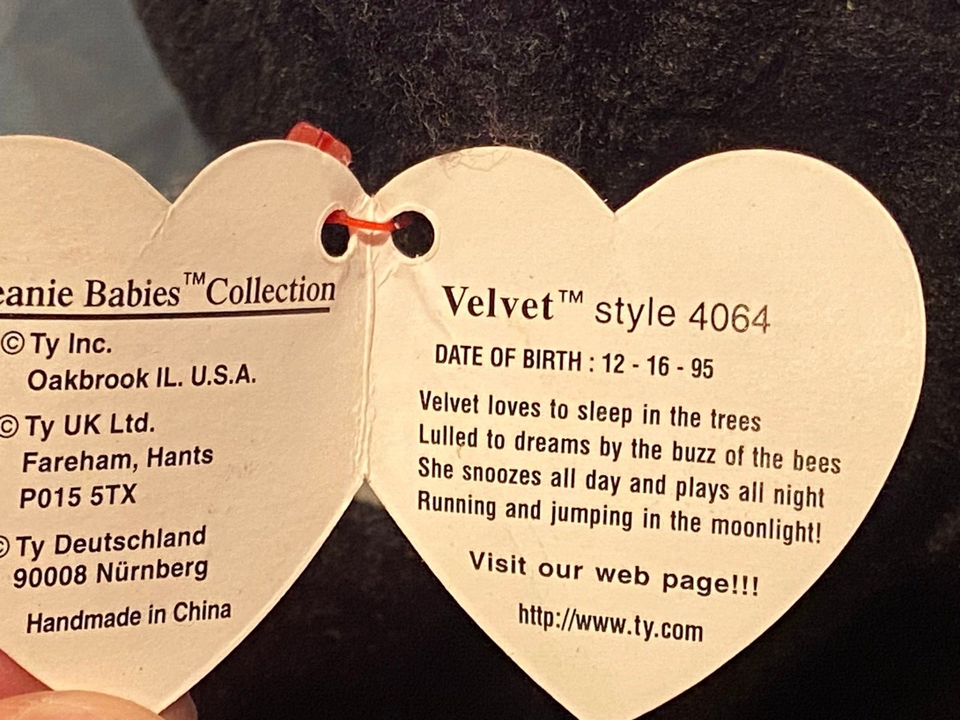 eanie Babies™Collection
© Ty Inc.
Oakbrook IL. U.S.A.
© Ty UK Ltd.
Fareham, Hants
P015 5TX
© Ty Deutschland
90008 Nürnberg
Handmade in China
Velvet™ style 4064
DATE OF BIRTH : 12 - 16 - 95
Velvet loves to sleep in the trees
Lulled to dreams by the buzz of the bees
She snoozes all day and plays all night
Running and jumping in the moonlight!
Visit our web page!!!
http://www.ty.com